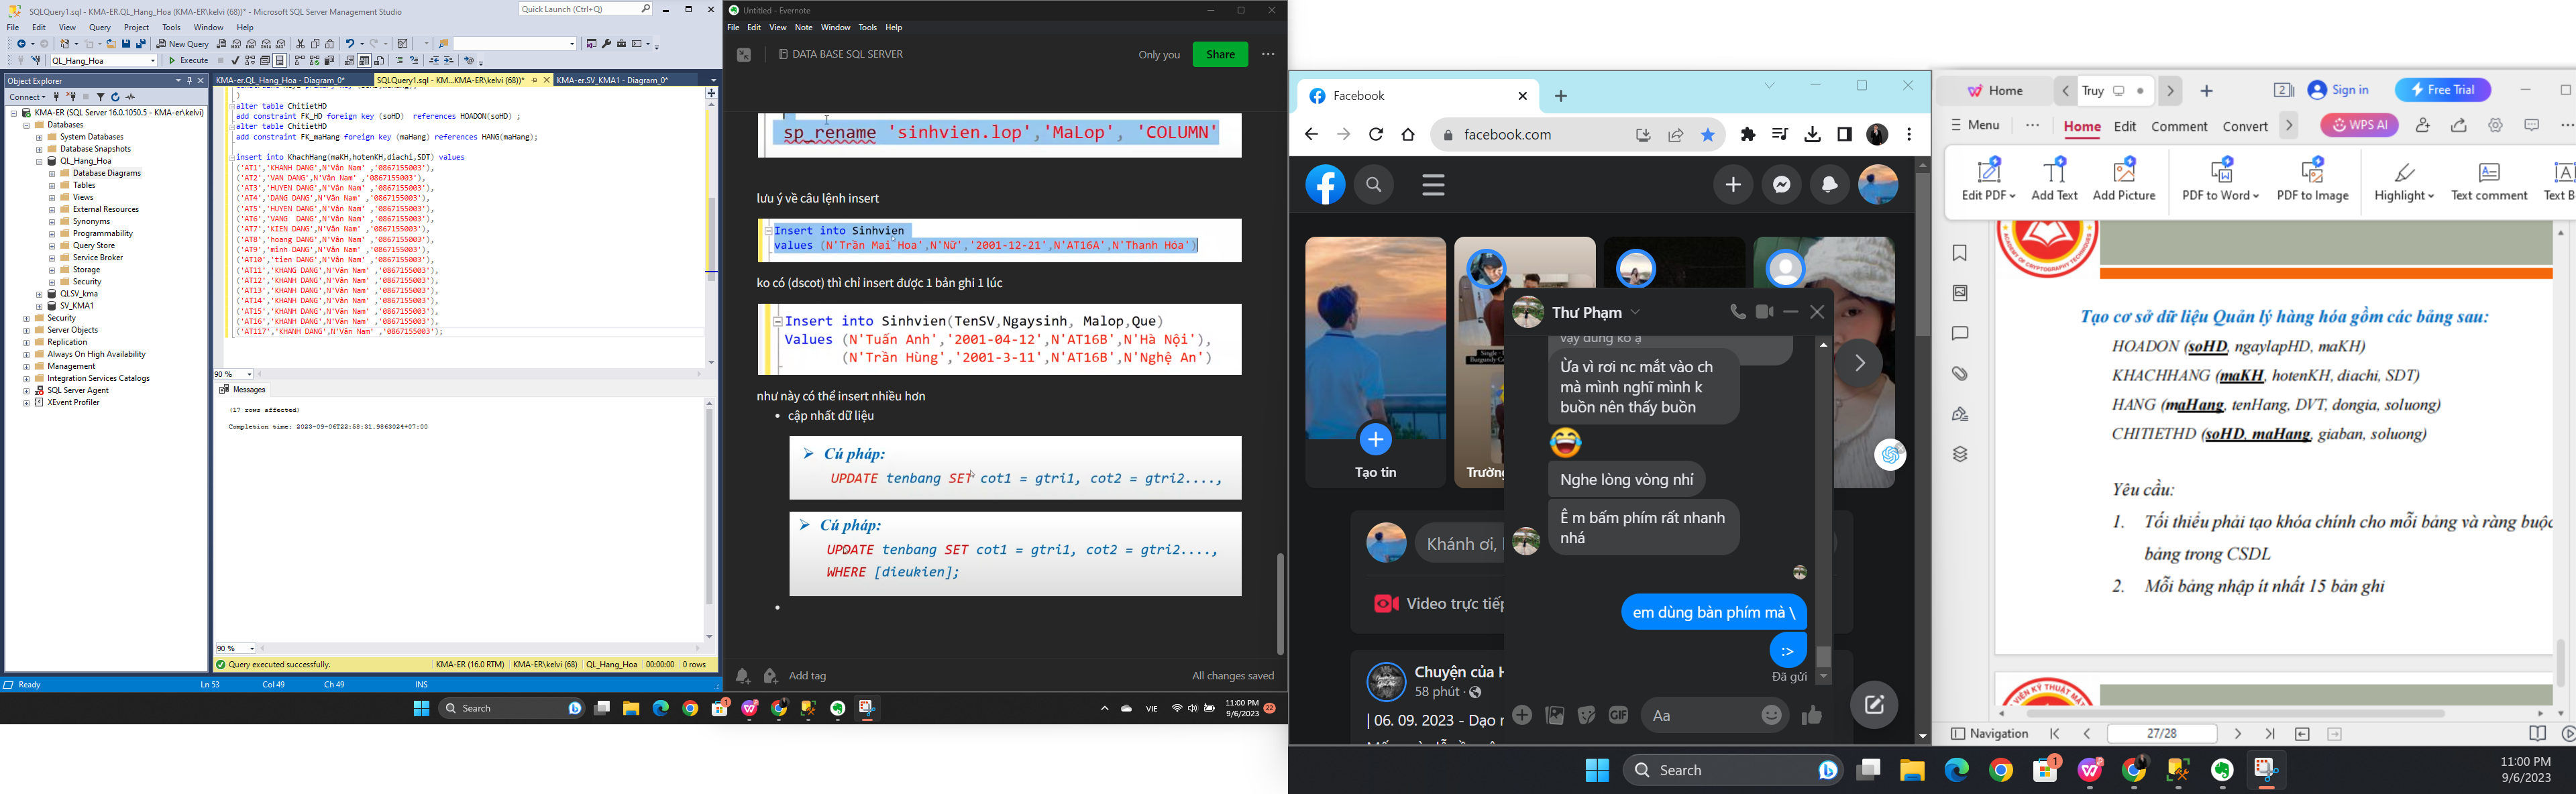 SQLQuery1.sql - KMA-ER.QL_Hang_Hoa (KMA-ER\kelvi (68))* - Microsoft SQL Server Management Studio
Quick Launch (Ctrl+Q)
File Edit View Query Project Tools Window Help
New Query
QL_Hang_Hoa
Execute
Object Explorer
Connect
KMA-ER (SQL Server 16.0.1050.5 - KMA-er\kelvi)
Databases
System Databases
Database Snapshots
QL_Hang_Hoa
Database Diagrams
Tables
Views
External Resources
Synonyms
Programmability
Query Store
Service Broker
Storage
Security
QLSV_kma
SV_KMA1
Security
Server Objects
Replication
Always On High Availability
Management
Integration Services Catalogs
SQL Server Agent
XEvent Profiler
KMA-er.QL_Hang_Hoa - Diagram_0*
SQLQuery1.sql - KM...KMA-ER\kelvi (68))*
KMA-er.SV_KMA1 - Diagram_0*
)
alter table ChitietHD
add constraint FK_HD foreign key (soHD) references HOADON(soHD) ;
alter table ChitietHD
add constraint FK_maHang foreign key (maHang) references HANG(maHang);
insert into KhachHang(maKH,hotenKH,diachi,SDT) values
('AT1','KHANH DANG',N'Vân Nam' ,'0867155003'),
('AT2','VAN DANG',N'Vân Nam' ,'0867155003'),
('AT3','HUYEN DANG',N'Vân Nam' ,'0867155003'),
('AT4','DANG DANG',N'Vân Nam' ,'0867155003'),
('AT5','HUYEN DANG',N'Vân Nam' ,'0867155003'),
('AT6','VANG  DANG',N'Vân Nam' ,'0867155003'),
('AT7','KIEN DANG',N'Vân Nam' ,'0867155003'),
('AT8','hoang DANG',N'Vân Nam' ,'0867155003'),
('AT9','minh DANG',N'Vân Nam' ,'0867155003'),
('AT10','tien DANG',N'Vân Nam' ,'0867155003'),
('AT11','KHANG DANG',N'Vân Nam' ,'0867155003'),
('AT12','KHANH DANG',N'Vân Nam' ,'0867155003'),
('AT13','KHANH DANG',N'Vân Nam' ,'0867155003'),
('AT14','KHANH DANG',N'Vân Nam' ,'0867155003'),
('AT15','KHANH DANG',N'Vân Nam' ,'0867155003'),
('AT16','KHANH DANG',N'Vân Nam' ,'0867155003'),
('AT117','KHANH DANG',N'Vân Nam' ,'0867155003');
90 %
Messages
(17 rows affected)
Completion time: 2023-09-06T22:58:31.9863024+07:00
90 %
Query executed successfully.
KMA-ER (16.0 RTM) KMA-ER\kelvi (68) QL_Hang_Hoa 00:00:00 0 rows
Ready Ln 53 Col 49 Ch 49 INS
Untitled - Evernote
File Edit View Note Window Tools Help
DATA BASE SQL SERVER
Only you
Share
sp_rename 'sinhvien.lop','MaLop', 'COLUMN'
lưu ý về câu lệnh insert
Insert into Sinhvien
values (N'Trần Mai Hoa',N'Nữ','2001-12-21',N'AT16A',N'Thanh Hóa')
ko có (dscot) thì chỉ insert được 1 bản ghi 1 lúc
Insert into Sinhvien(TenSV,Ngaysinh, Malop,Que)
Values (N'Tuấn Anh','2001-04-12',N'AT16B',N'Hà Nội'),
(N'Trần Hùng','2001-3-11',N'AT16B',N'Nghệ An')
như này có thể insert nhiều hơn
• cập nhất dữ liệu
Cú pháp:
UPDATE tenbang SET cot1 = gtri1, cot2 = gtri2....,
Cú pháp:
UPDATE tenbang SET cot1 = gtri1, cot2 = gtri2....,
WHERE [dieukien];
Add tag
All changes saved
Search
VIE
11:00 PM
9/6/2023
22
Facebook
facebook.com
Tạo tin
Trường
Khánh ơi,
Video trực tiếp
Chuyện của H
58 phút ·
| 06. 09. 2023 - Dạo
Thư Phạm
vậy đúng ko ạ
Ừa vì rơi nc mắt vào ch
mà mình nghĩ mình k
buồn nên thấy buồn
😂
Nghe lòng vòng nhỉ
Ê m bấm phím rất nhanh
nhá
em dùng bàn phím mà \
:>
Đã gửi
GIF
Aa
Home
Truy
2
Sign in
Free Trial
Menu
Home Edit Comment Convert
WPS AI
Edit PDF
Add Text
Add Picture
PDF to Word
PDF to Image
Highlight
Text comment
Text B
Tạo cơ sở dữ liệu Quản lý hàng hóa gồm các bảng sau:
HOADON (soHD, ngaylapHD, maKH)
KHACHHANG (maKH, hotenKH, diachi, SDT)
HANG (maHang, tenHang, DVT, dongia, soluong)
CHITIETHD (soHD, maHang, giaban, soluong)
Yêu cầu:
1. Tối thiểu phải tạo khóa chính cho mỗi bảng và ràng buộc
bảng trong CSDL
2. Mỗi bảng nhập ít nhất 15 bản ghi
Navigation
27/28
Search
1
11:00 PM
9/6/2023